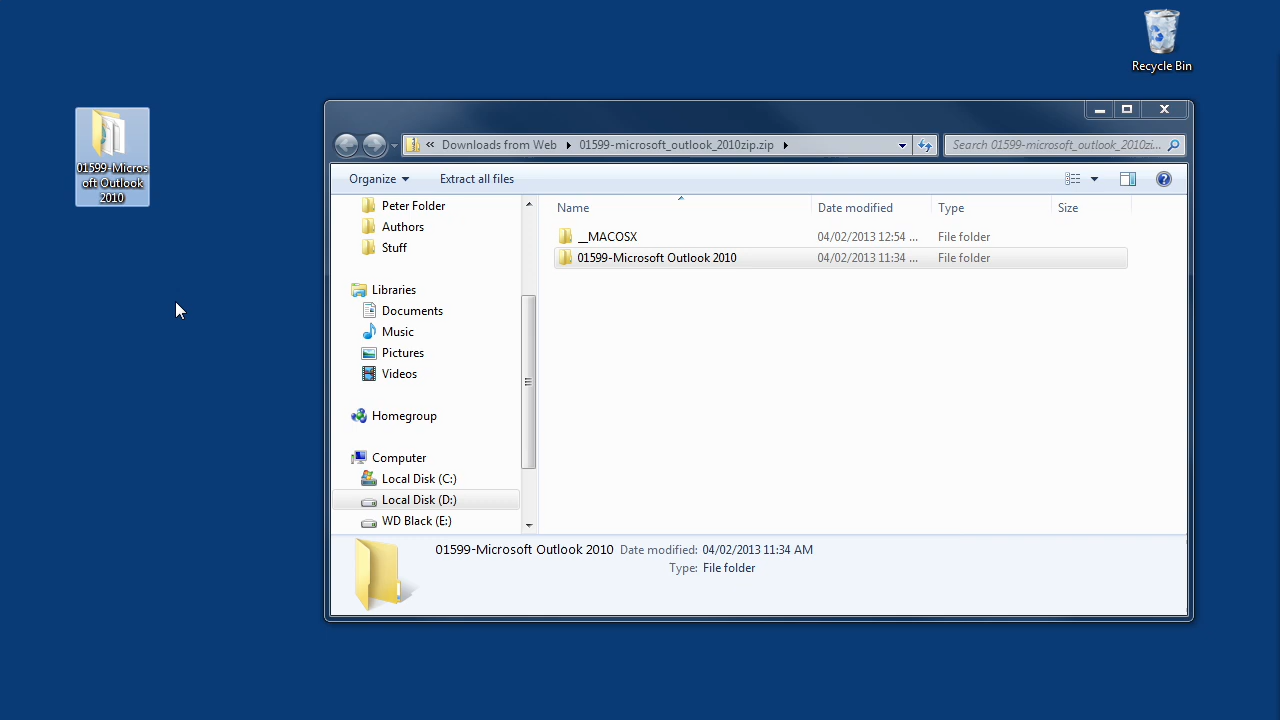 Recycle Bin
01599-Micros
oft Outlook
2010
« Downloads from Web 01599-microsoft_outlook_2010zip.zip
Search 01599-microsoft_outlook_2010zi...
Organize Extract all files
Peter Folder
Authors
Stuff
Libraries
Documents
Music
Pictures
Videos
Homegroup
Computer
Local Disk (C:)
Local Disk (D:)
WD Black (E:)
Name Date modified Type Size
__MACOSX 04/02/2013 12:54 ... File folder
01599-Microsoft Outlook 2010 04/02/2013 11:34 ... File folder
01599-Microsoft Outlook 2010 Date modified: 04/02/2013 11:34 AM
Type: File folder